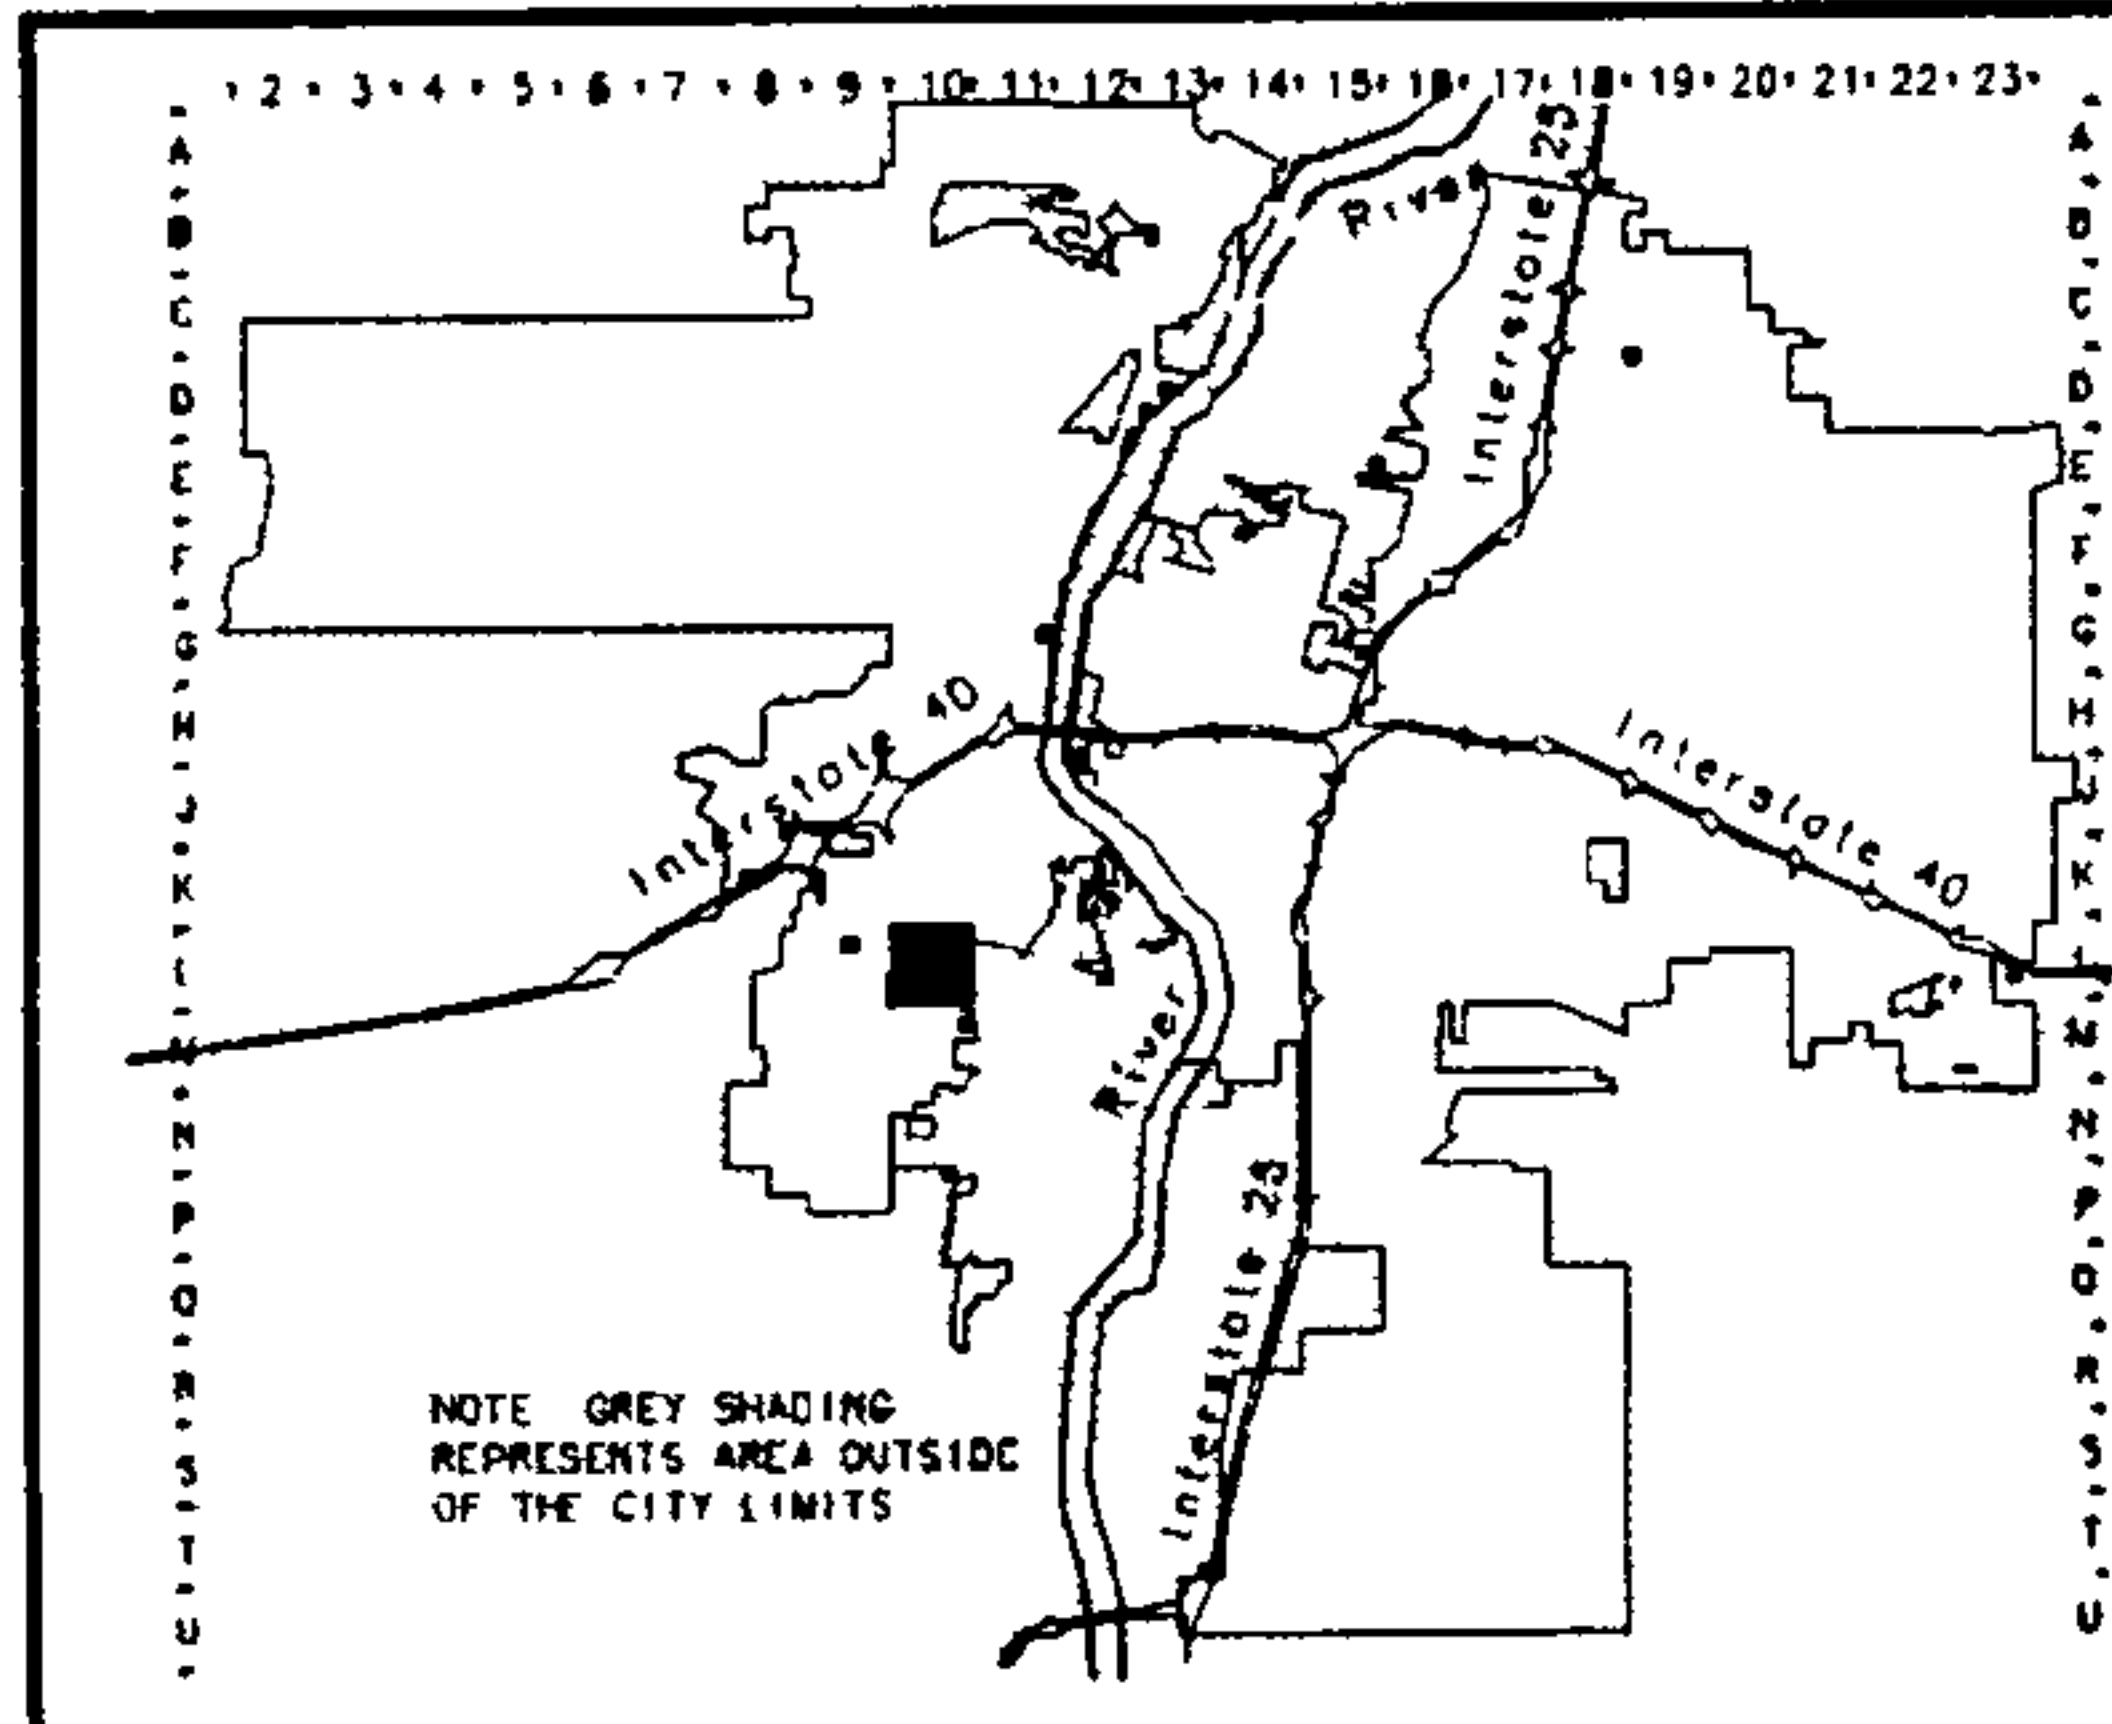 2 3 4 5 6 7 8 9 10 11 12 13 14 15 16 17 18 19 20 21 22 23
A A
B B
C C
D D
E E
F F
G G
H H
J J
K K
L L
M M
N N
P P
Q Q
R R
S S
T T
U U
River
Interstate 25
Interstate 40
Interstate 40
River
Interstate 25
NOTE GREY SHADING
REPRESENTS AREA OUTSIDE
OF THE CITY LIMITS